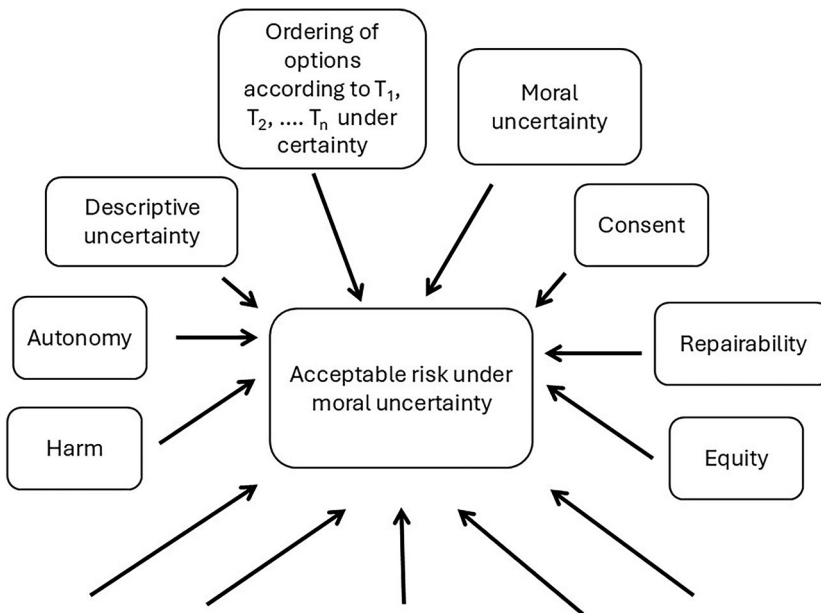 Ordering of
options
according to T₁,
T₂, .... Tₙ under
certainty
Moral
uncertainty
Descriptive
uncertainty
Consent
Autonomy
Repairability
Acceptable risk under
moral uncertainty
Harm
Equity